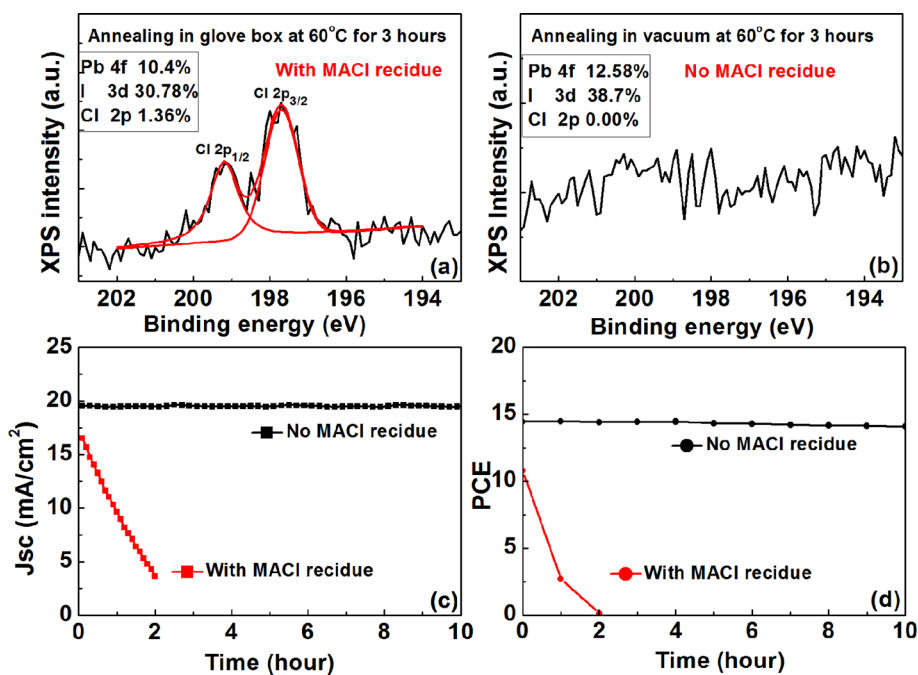 Annealing in glove box at 60°C for 3 hours
Pb 4f 10.4%
I 3d 30.78%
Cl 2p 1.36%
With MACl recidue
Cl 2p3/2
Cl 2p1/2
XPS intensity (a.u.)
(a)
202 200 198 196 194
Binding energy (eV)
Annealing in vacuum at 60°C for 3 hours
Pb 4f 12.58%
I 3d 38.7%
Cl 2p 0.00%
No MACl recidue
XPS Intensity (a.u.)
(b)
202 200 198 196 194
Binding energy (eV)
25
20
15
10
5
0
Jsc (mA/cm²)
No MACl recidue
With MACl recidue
(c)
0 2 4 6 8 10
Time (hour)
20
15
10
5
0
PCE
No MACl recidue
With MACl recidue
(d)
0 2 4 6 8 10
Time (hour)